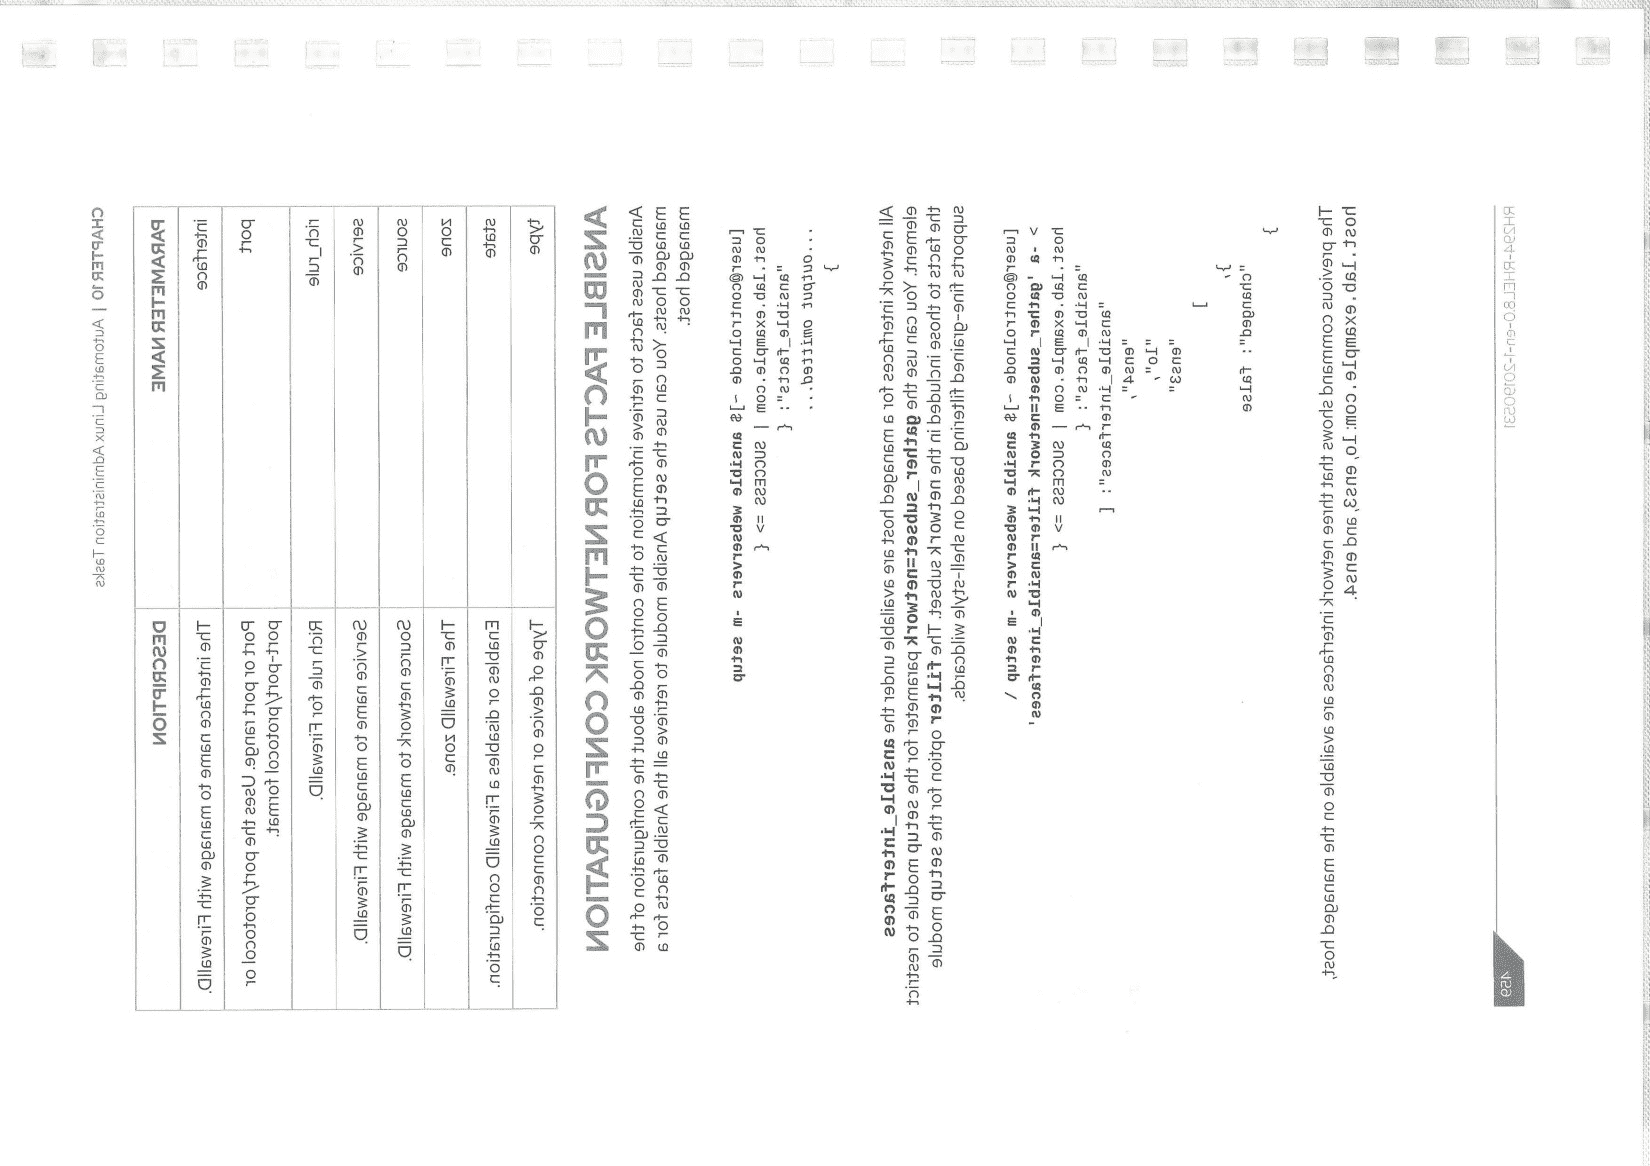 CHAPTER 10 | Automating Linux Administration Tasks
PARAMETER NAME DESCRIPTION
interface The interface name to manage with FirewallD.
port Port or port range. Uses the port/protocol or
port-port/protocol format.
rich_rule Rich rule for FirewallD.
service Service name to manage with FirewallD.
source Source network to manage with FirewallD.
zone The FirewallD zone.
state Enables or disables a FirewallD configuration.
type Type of device or network connection.
ANSIBLE FACTS FOR NETWORK CONFIGURATION
Ansible uses facts to retrieve information to the control node about the configuration of the
managed hosts. You can use the setup Ansible module to retrieve all the Ansible facts for a
managed host.
[user@controlnode ~]$ ansible webservers -m setup
host.lab.example.com | SUCCESS => {
"ansible_facts": {
...output omitted...
}
All network interfaces for a managed host are available under the ansible_interfaces
element. You can use the gather_subset=network parameter for the setup module to restrict
the facts to those included in the network subset. The filter option for the setup module
supports fine-grained filtering based on shell-style wildcards.
[user@controlnode ~]$ ansible webservers -m setup \
> -a 'gather_subset=network filter=ansible_interfaces'
host.lab.example.com | SUCCESS => {
"ansible_facts": {
"ansible_interfaces": [
"ens4",
"lo",
"ens3"
]
},
"changed": false
}
The previous command shows that three network interfaces are available on the managed host,
host.lab.example.com: lo, ens3, and ens4.
RH294-RHEL8.0-en-1-20190531 459